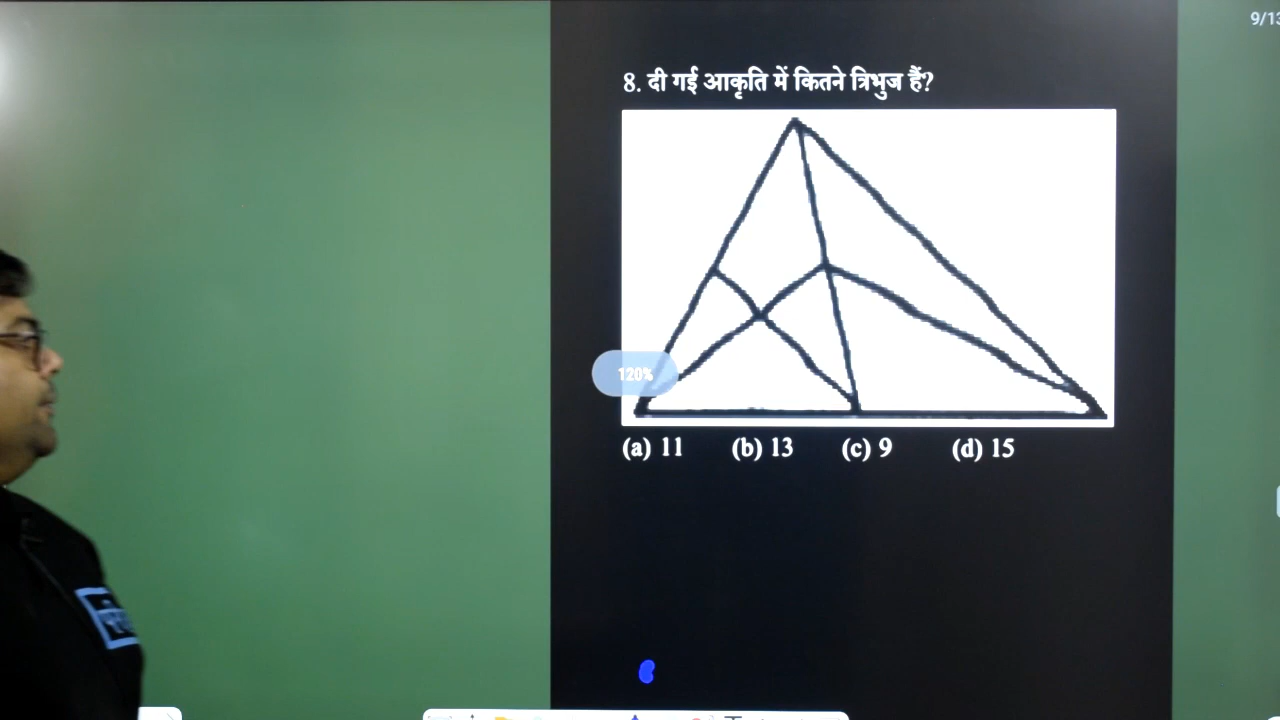 9/13
8. दी गई आकृति में कितने त्रिभुज हैं?
120%
(a) 11 (b) 13 (c) 9 (d) 15